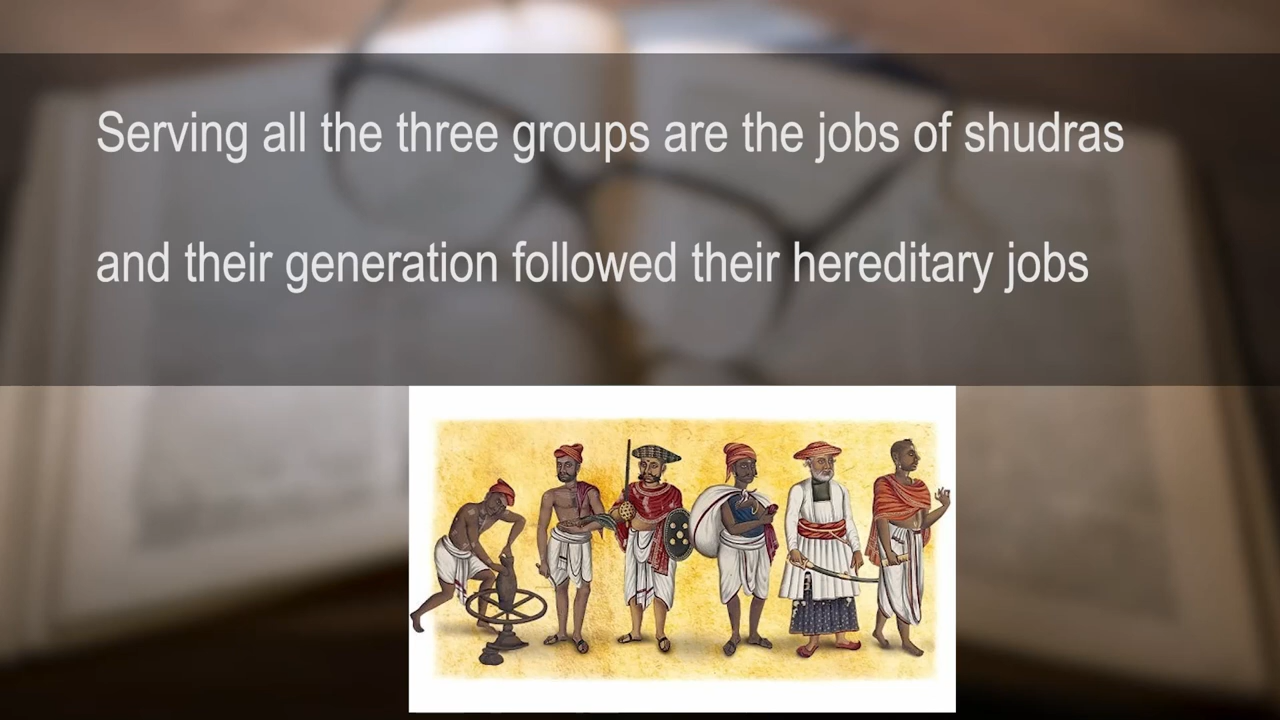 Serving all the three groups are the jobs of shudras
and their generation followed their hereditary jobs